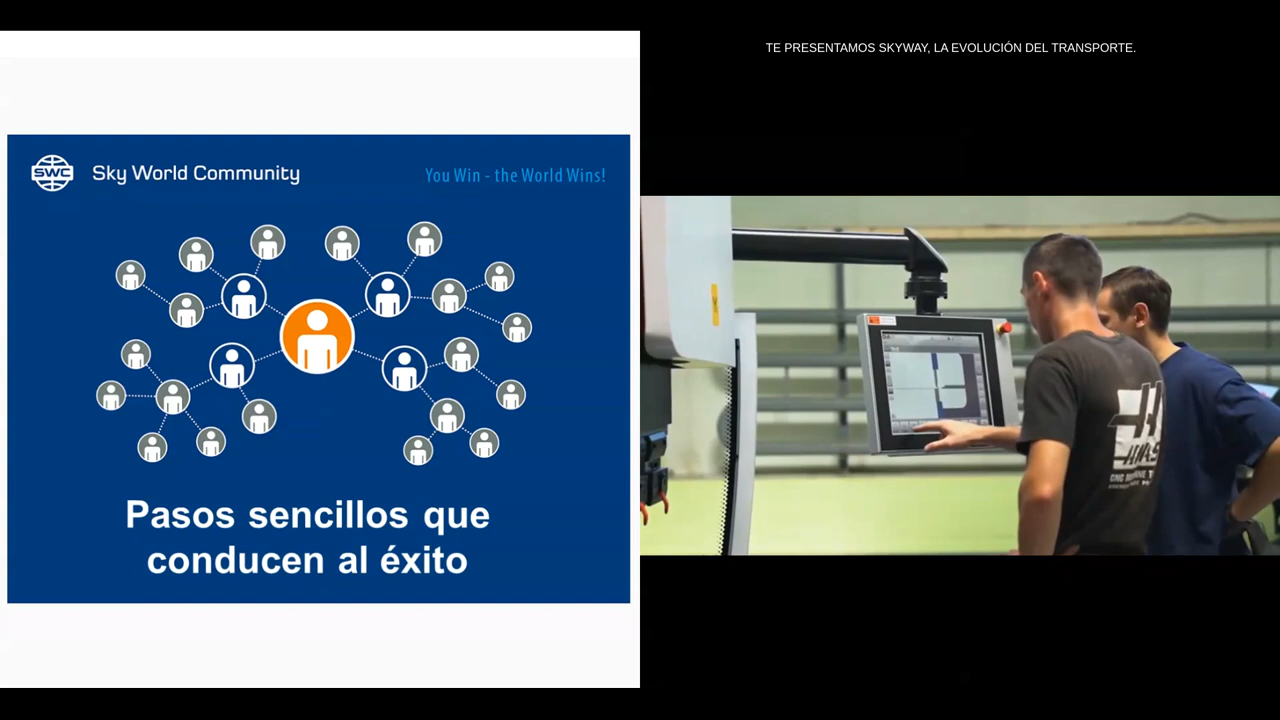 TE PRESENTAMOS SKYWAY, LA EVOLUCIÓN DEL TRANSPORTE.
SWC
Sky World Community
You Win - the World Wins!
Pasos sencillos que
conducen al éxito